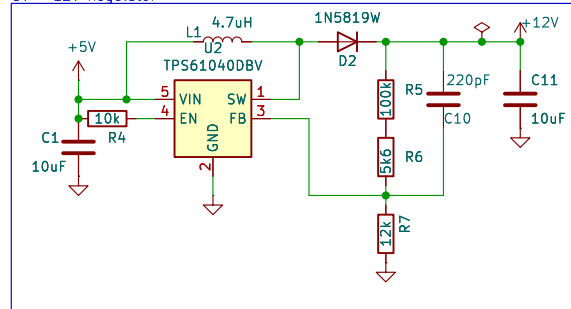 4.7uH
1N5819W
+12V
L1
U2
+5V
TPS61040DBV
D2
5
VIN
SW
1
100k
R5
220pF
C11
10k
4
EN
FB
3
C10
10uF
R4
C1
GND
10uF
2
5k6
R6
12k
R7